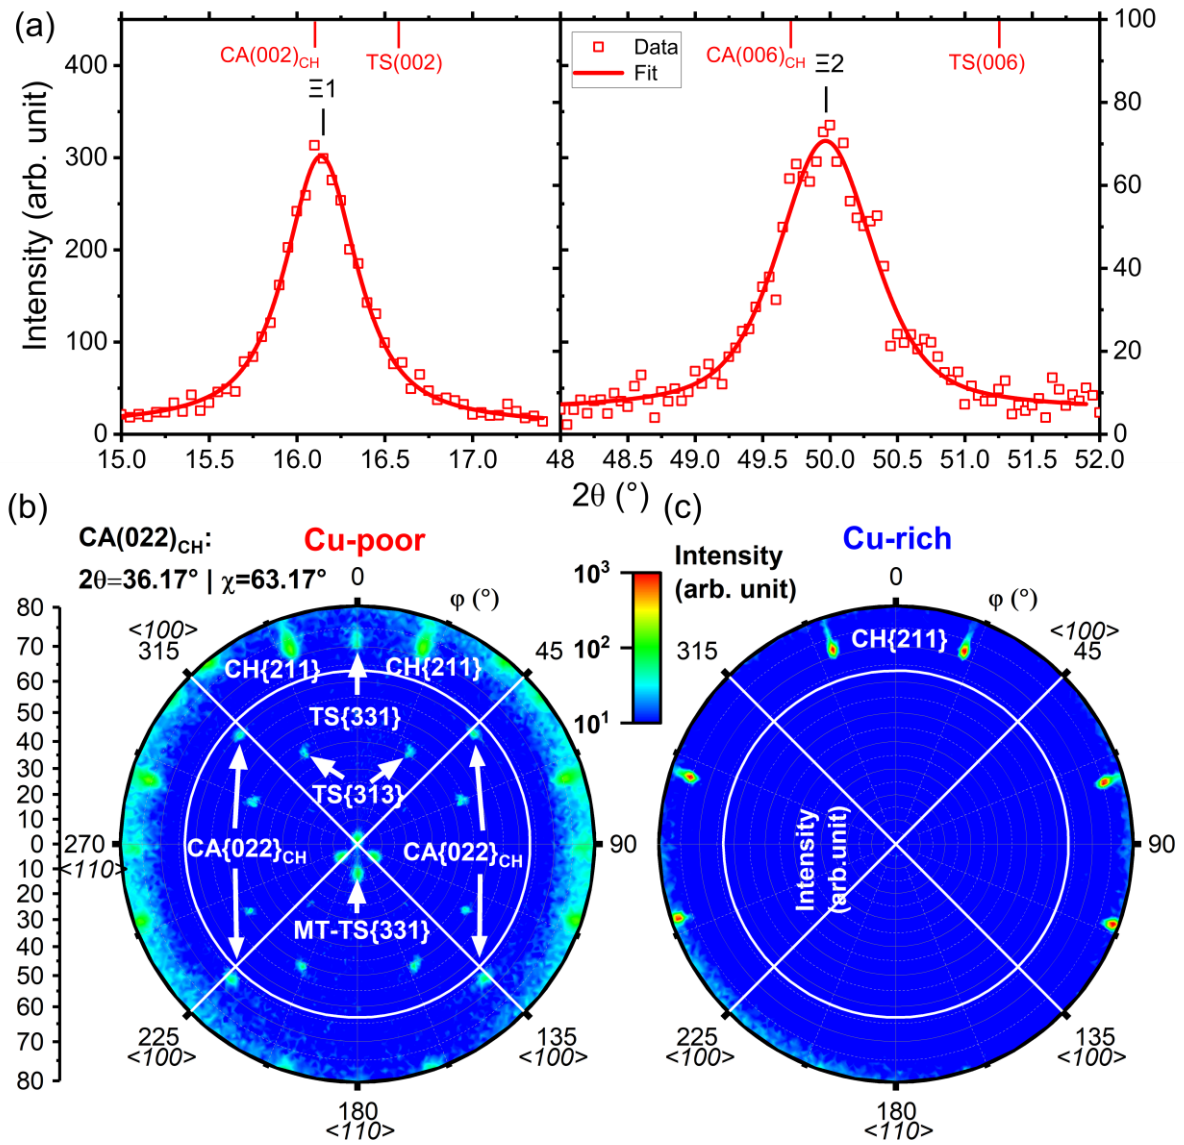 (a)
CA(002)CH
TS(002)
Ξ1
Data
Fit
CA(006)CH
TS(006)
Ξ2
Intensity (arb. unit)
400
300
200
100
0
100
80
60
40
20
0
15.0 15.5 16.0 16.5 17.0 48 48.5 49.0 49.5 50.0 50.5 51.0 51.5 52.0
2θ (°)
(b)
CA(022)CH:
2θ=36.17° | χ=63.17°
Cu-poor
Intensity
(arb. unit)
10³
10²
10¹
(c)
Cu-rich
80
70
60
50
40
30
20
10
0
10
20
30
40
50
60
70
80
0
φ (°)
<100>
315
45
CH{211}
CH{211}
TS{331}
TS{313}
270
<110>
90
CA{022}CH
CA{022}CH
MT-TS{331}
225
<100>
135
<100>
180
<110>
0
φ (°)
315
<100>
45
CH{211}
Intensity
(arb.unit)
90
225
<100>
135
<100>
180
<110>